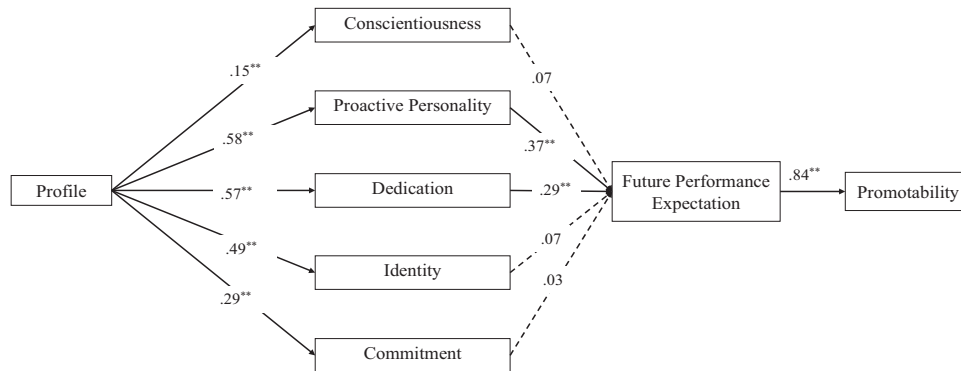 Conscientiousness
.15**
.07
Proactive Personality
.58**
.37**
Profile
.57**
Dedication
.29**
Future Performance
Expectation
.84**
Promotability
.49**
.07
Identity
.29**
.03
Commitment